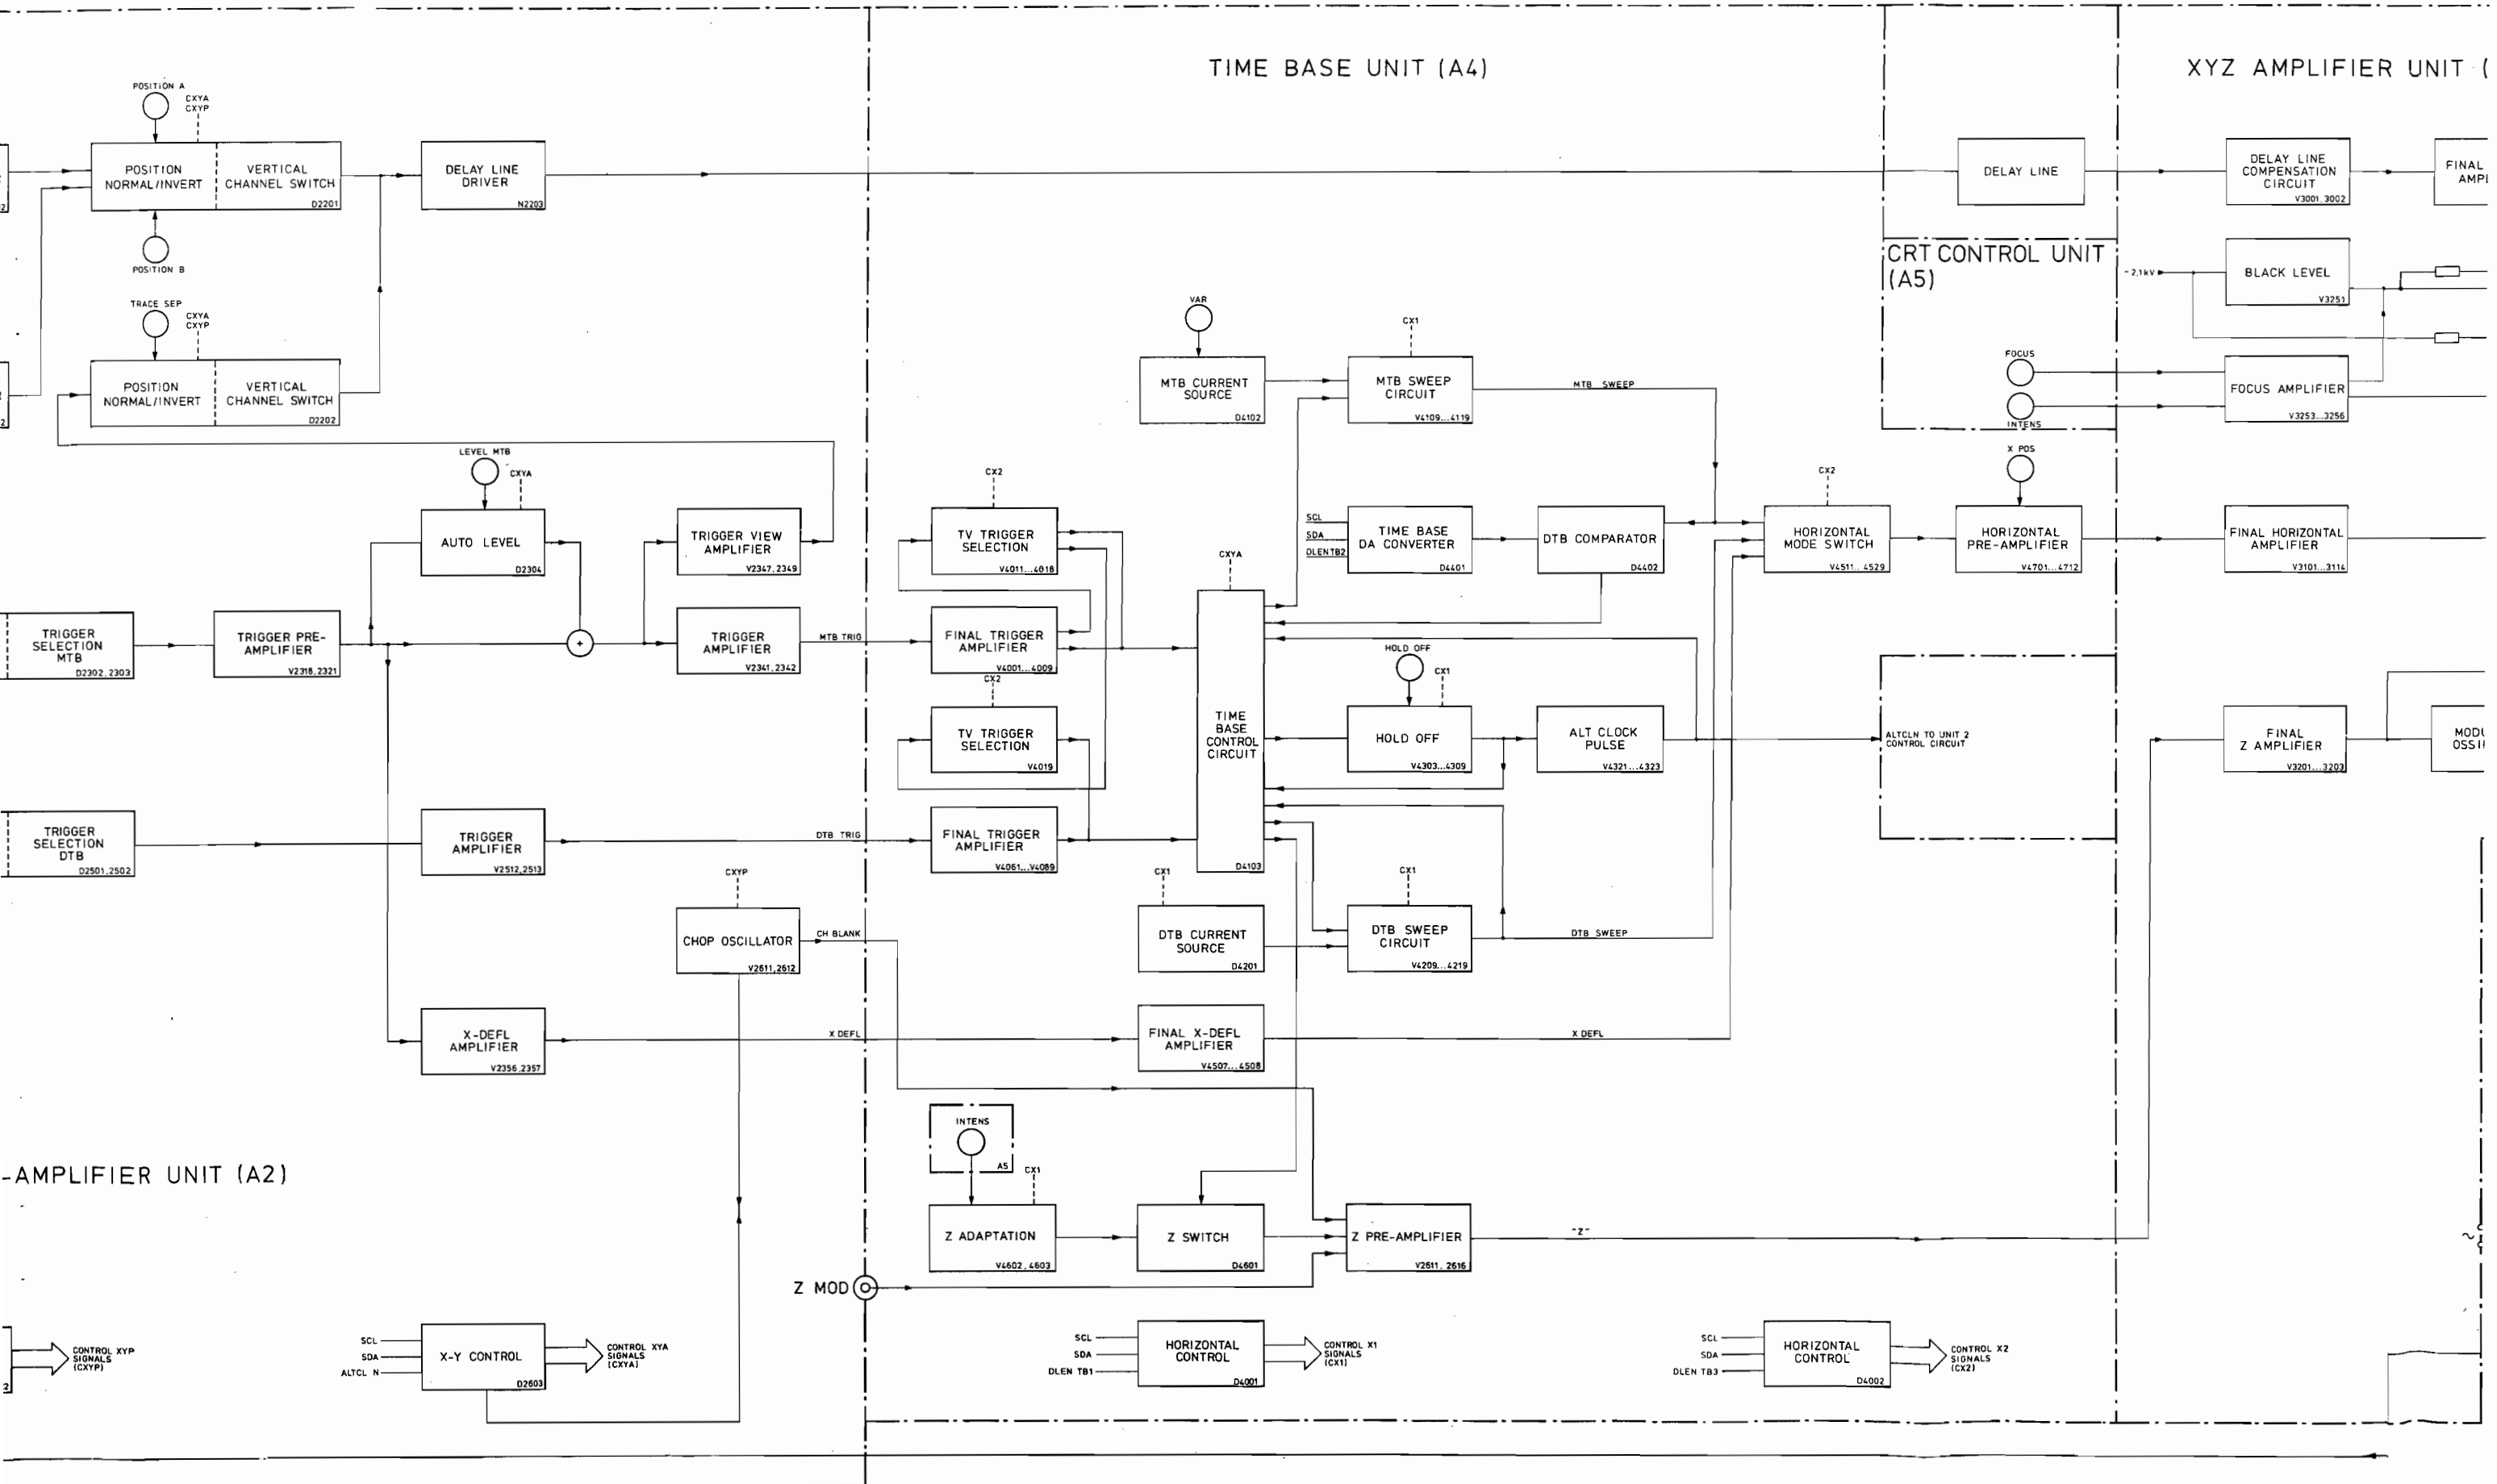 TIME BASE UNIT (A4)
XYZ AMPLIFIER UNIT (
POSITION A
CXYA
CXYP
POSITION
NORMAL/INVERT
VERTICAL
CHANNEL SWITCH
D2201
DELAY LINE
DRIVER
N2203
DELAY LINE
DELAY LINE
COMPENSATION
CIRCUIT
V3001,3002
FINAL
AMPL
2
POSITION B
CRT CONTROL UNIT
(A5)
-2,1kV
BLACK LEVEL
V3251
TRACE SEP
CXYA
CXYP
POSITION
NORMAL/INVERT
VERTICAL
CHANNEL SWITCH
D2202
2
VAR
CX1
MTB CURRENT
SOURCE
D4102
MTB SWEEP
CIRCUIT
V4109...4119
MTB SWEEP
FOCUS
INTENS
FOCUS AMPLIFIER
V3253...3256
LEVEL MTB
CXYA
AUTO LEVEL
D2304
TRIGGER VIEW
AMPLIFIER
V2347,2349
CX2
TV TRIGGER
SELECTION
V4011...4018
CXYA
SCL
SDA
DLENTB2
TIME BASE
DA CONVERTER
D4401
DTB COMPARATOR
D4402
CX2
HORIZONTAL
MODE SWITCH
V4511...4529
X POS
HORIZONTAL
PRE-AMPLIFIER
V4701...4712
FINAL HORIZONTAL
AMPLIFIER
V3101...3114
TRIGGER
SELECTION
MTB
D2302,2303
TRIGGER PRE-
AMPLIFIER
V2318,2321
+
TRIGGER
AMPLIFIER
V2341,2342
MTB TRIG
FINAL TRIGGER
AMPLIFIER
V4001...4009
CX2
TV TRIGGER
SELECTION
V4019
TIME
BASE
CONTROL
CIRCUIT
D4103
HOLD OFF
CX1
HOLD OFF
V4303...4309
ALT CLOCK
PULSE
V4321...4323
ALTCLN TO UNIT 2
CONTROL CIRCUIT
FINAL
Z AMPLIFIER
V3201...3203
MODU
OSSI
TRIGGER
SELECTION
DTB
D2501,2502
TRIGGER
AMPLIFIER
V2512,2513
DTB TRIG
FINAL TRIGGER
AMPLIFIER
V4061...V4089
CXYP
CHOP OSCILLATOR
V2611,2612
CH BLANK
CX1
DTB CURRENT
SOURCE
D4201
CX1
DTB SWEEP
CIRCUIT
V4209...4219
DTB SWEEP
X-DEFL
AMPLIFIER
V2356,2357
X DEFL
FINAL X-DEFL
AMPLIFIER
V4507...4508
X DEFL
INTENS
A5
CX1
-AMPLIFIER UNIT (A2)
Z ADAPTATION
V4602,4603
Z SWITCH
D4601
Z PRE-AMPLIFIER
V2611, 2616
"Z"
Z MOD
2
CONTROL XYP
SIGNALS
(CXYP)
SCL
SDA
ALTCL N
X-Y CONTROL
D2603
CONTROL XYA
SIGNALS
(CXYA)
SCL
SDA
DLEN TB1
HORIZONTAL
CONTROL
D4001
CONTROL X1
SIGNALS
(CX1)
SCL
SDA
DLEN TB3
HORIZONTAL
CONTROL
D4002
CONTROL X2
SIGNALS
(CX2)